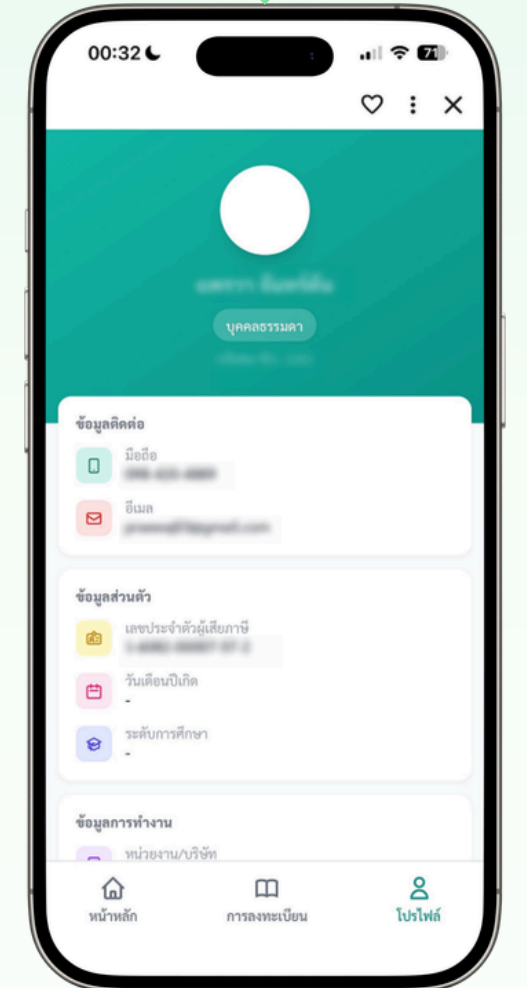 00:32
71
บุคคลธรรมดา
ข้อมูลติดต่อ
มือถือ
อีเมล
ข้อมูลส่วนตัว
เลขประจำตัวผู้เสียภาษี
วันเดือนปีเกิด
-
ระดับการศึกษา
-
ข้อมูลการทำงาน
หน่วยงาน/บริษัท
หน้าหลัก
การลงทะเบียน
โปรไฟล์